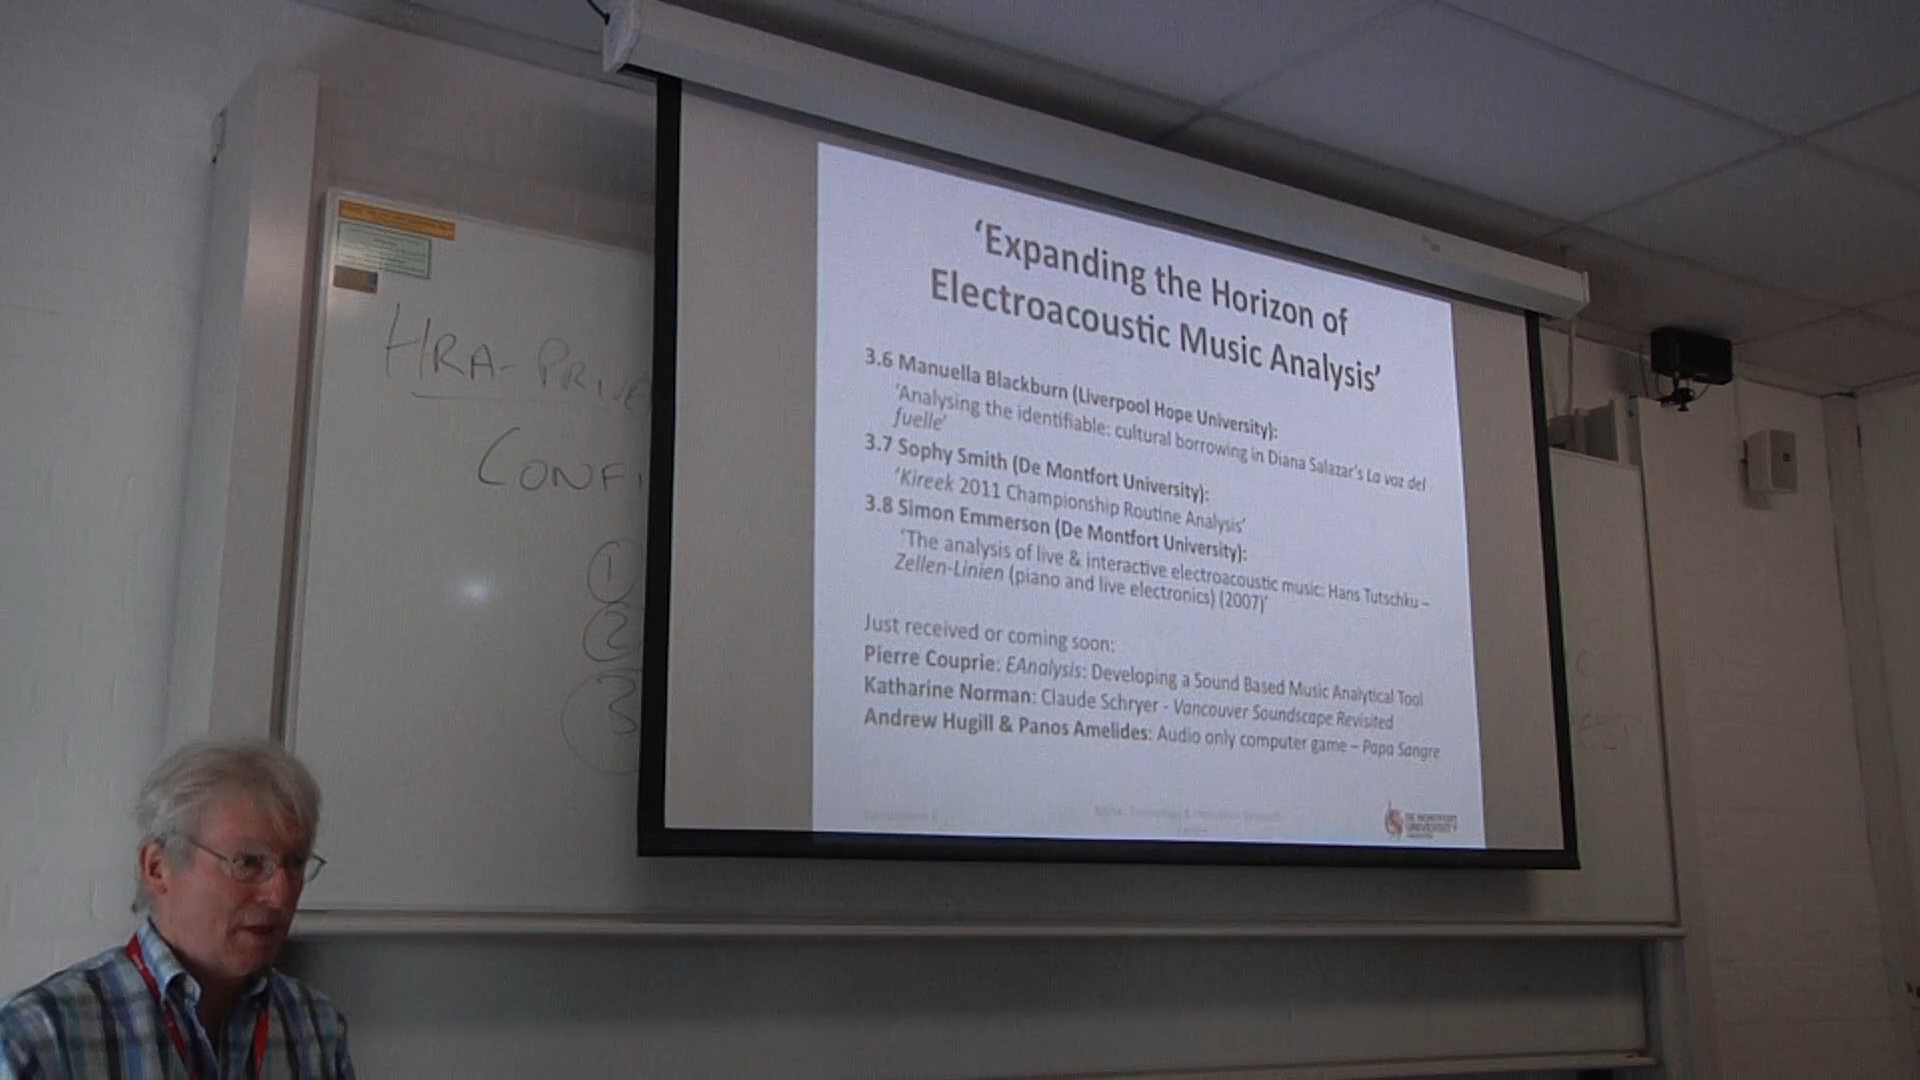 HRA- PRIVE
CONFI
1
2
3
‘Expanding the Horizon of
Electroacoustic Music Analysis’
3.6 Manuella Blackburn (Liverpool Hope University):
‘Analysing the identifiable: cultural borrowing in Diana Salazar’s La voz del
fuelle’
3.7 Sophy Smith (De Montfort University):
‘Kireek 2011 Championship Routine Analysis’
3.8 Simon Emmerson (De Montfort University):
‘The analysis of live & interactive electroacoustic music: Hans Tutschku –
Zellen-Linien (piano and live electronics) (2007)’
Just received or coming soon:
Pierre Couprie: EAnalysis: Developing a Sound Based Music Analytical Tool
Katharine Norman: Claude Schryer - Vancouver Soundscape Revisited
Andrew Hugill & Panos Amelides: Audio only computer game – Papa Sangre
DE MONTFORT
UNIVERSITY